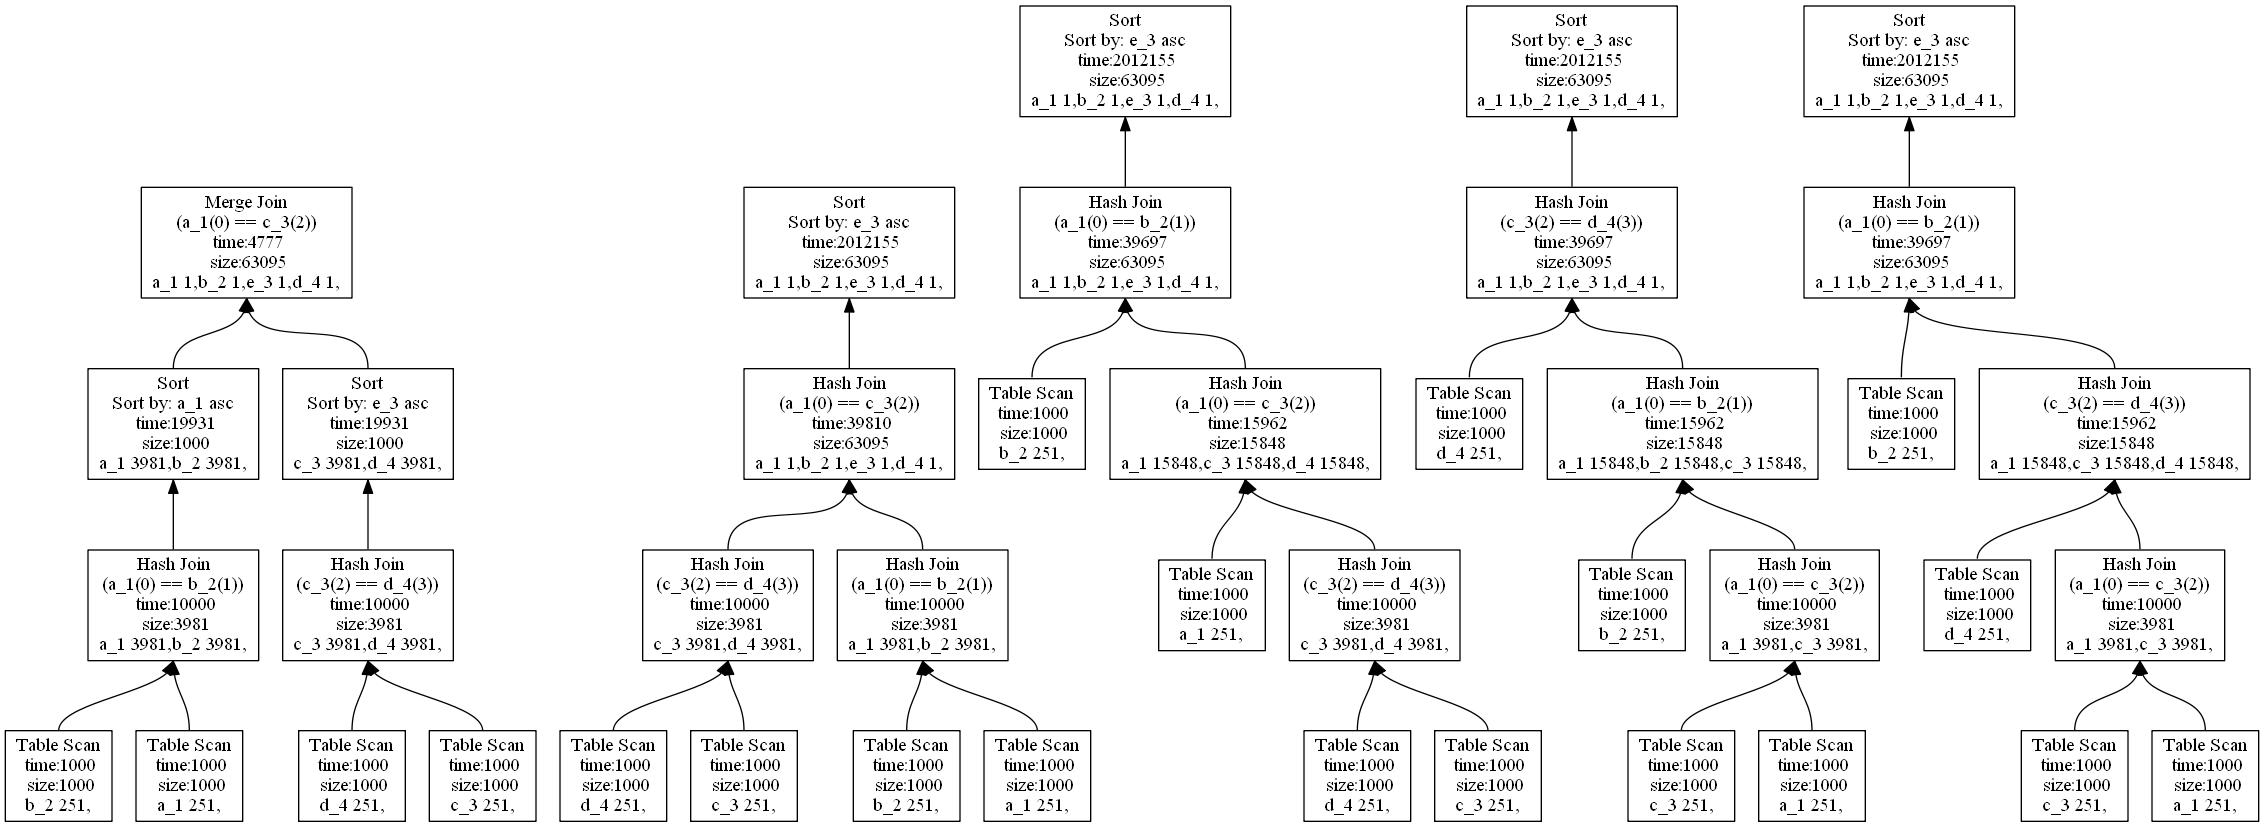 Sort
Sort by: e_3 asc
time:2012155
size:63095
a_1 1,b_2 1,e_3 1,d_4 1,
Sort
Sort by: e_3 asc
time:2012155
size:63095
a_1 1,b_2 1,e_3 1,d_4 1,
Sort
Sort by: e_3 asc
time:2012155
size:63095
a_1 1,b_2 1,e_3 1,d_4 1,
Merge Join
(a_1(0) == c_3(2))
time:4777
size:63095
a_1 1,b_2 1,e_3 1,d_4 1,
Sort
Sort by: e_3 asc
time:2012155
size:63095
a_1 1,b_2 1,e_3 1,d_4 1,
Hash Join
(a_1(0) == b_2(1))
time:39697
size:63095
a_1 1,b_2 1,e_3 1,d_4 1,
Hash Join
(c_3(2) == d_4(3))
time:39697
size:63095
a_1 1,b_2 1,e_3 1,d_4 1,
Hash Join
(a_1(0) == b_2(1))
time:39697
size:63095
a_1 1,b_2 1,e_3 1,d_4 1,
Sort
Sort by: a_1 asc
time:19931
size:1000
a_1 3981,b_2 3981,
Sort
Sort by: e_3 asc
time:19931
size:1000
c_3 3981,d_4 3981,
Hash Join
(a_1(0) == c_3(2))
time:39810
size:63095
a_1 1,b_2 1,e_3 1,d_4 1,
Table Scan
time:1000
size:1000
b_2 251,
Hash Join
(a_1(0) == c_3(2))
time:15962
size:15848
a_1 15848,c_3 15848,d_4 15848,
Table Scan
time:1000
size:1000
d_4 251,
Hash Join
(a_1(0) == b_2(1))
time:15962
size:15848
a_1 15848,b_2 15848,c_3 15848,
Table Scan
time:1000
size:1000
b_2 251,
Hash Join
(c_3(2) == d_4(3))
time:15962
size:15848
a_1 15848,c_3 15848,d_4 15848,
Hash Join
(a_1(0) == b_2(1))
time:10000
size:3981
a_1 3981,b_2 3981,
Hash Join
(c_3(2) == d_4(3))
time:10000
size:3981
c_3 3981,d_4 3981,
Hash Join
(c_3(2) == d_4(3))
time:10000
size:3981
c_3 3981,d_4 3981,
Hash Join
(a_1(0) == b_2(1))
time:10000
size:3981
a_1 3981,b_2 3981,
Table Scan
time:1000
size:1000
a_1 251,
Hash Join
(c_3(2) == d_4(3))
time:10000
size:3981
c_3 3981,d_4 3981,
Table Scan
time:1000
size:1000
b_2 251,
Hash Join
(a_1(0) == c_3(2))
time:10000
size:3981
a_1 3981,c_3 3981,
Table Scan
time:1000
size:1000
d_4 251,
Hash Join
(a_1(0) == c_3(2))
time:10000
size:3981
a_1 3981,c_3 3981,
Table Scan
time:1000
size:1000
b_2 251,
Table Scan
time:1000
size:1000
a_1 251,
Table Scan
time:1000
size:1000
d_4 251,
Table Scan
time:1000
size:1000
c_3 251,
Table Scan
time:1000
size:1000
d_4 251,
Table Scan
time:1000
size:1000
c_3 251,
Table Scan
time:1000
size:1000
b_2 251,
Table Scan
time:1000
size:1000
a_1 251,
Table Scan
time:1000
size:1000
d_4 251,
Table Scan
time:1000
size:1000
c_3 251,
Table Scan
time:1000
size:1000
c_3 251,
Table Scan
time:1000
size:1000
a_1 251,
Table Scan
time:1000
size:1000
c_3 251,
Table Scan
time:1000
size:1000
a_1 251,